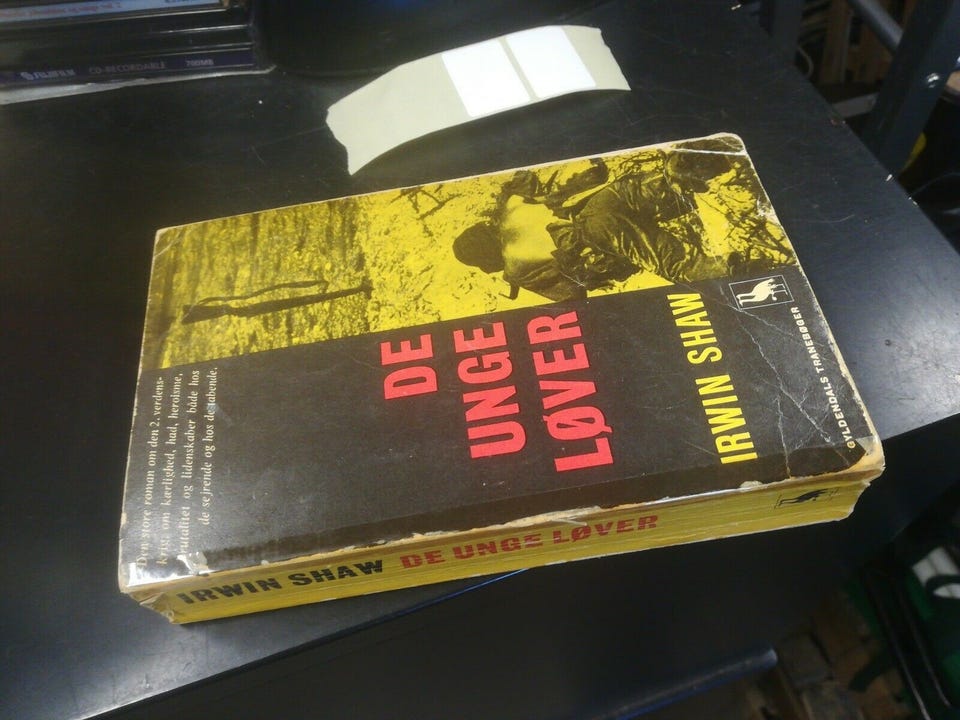 FUJIFILM CD-RECORDABLE 700MB
Den store roman om den 2. verdens-
krig: om kærlighed, had, heroisme,
brutalitet og lidenskaber både hos
de sejrende og hos de tabende.
DE
UNGE
LØVER
IRWIN SHAW
GYLDENDALS TRANEBØGER
IRWIN SHAW DE UNGE LØVER